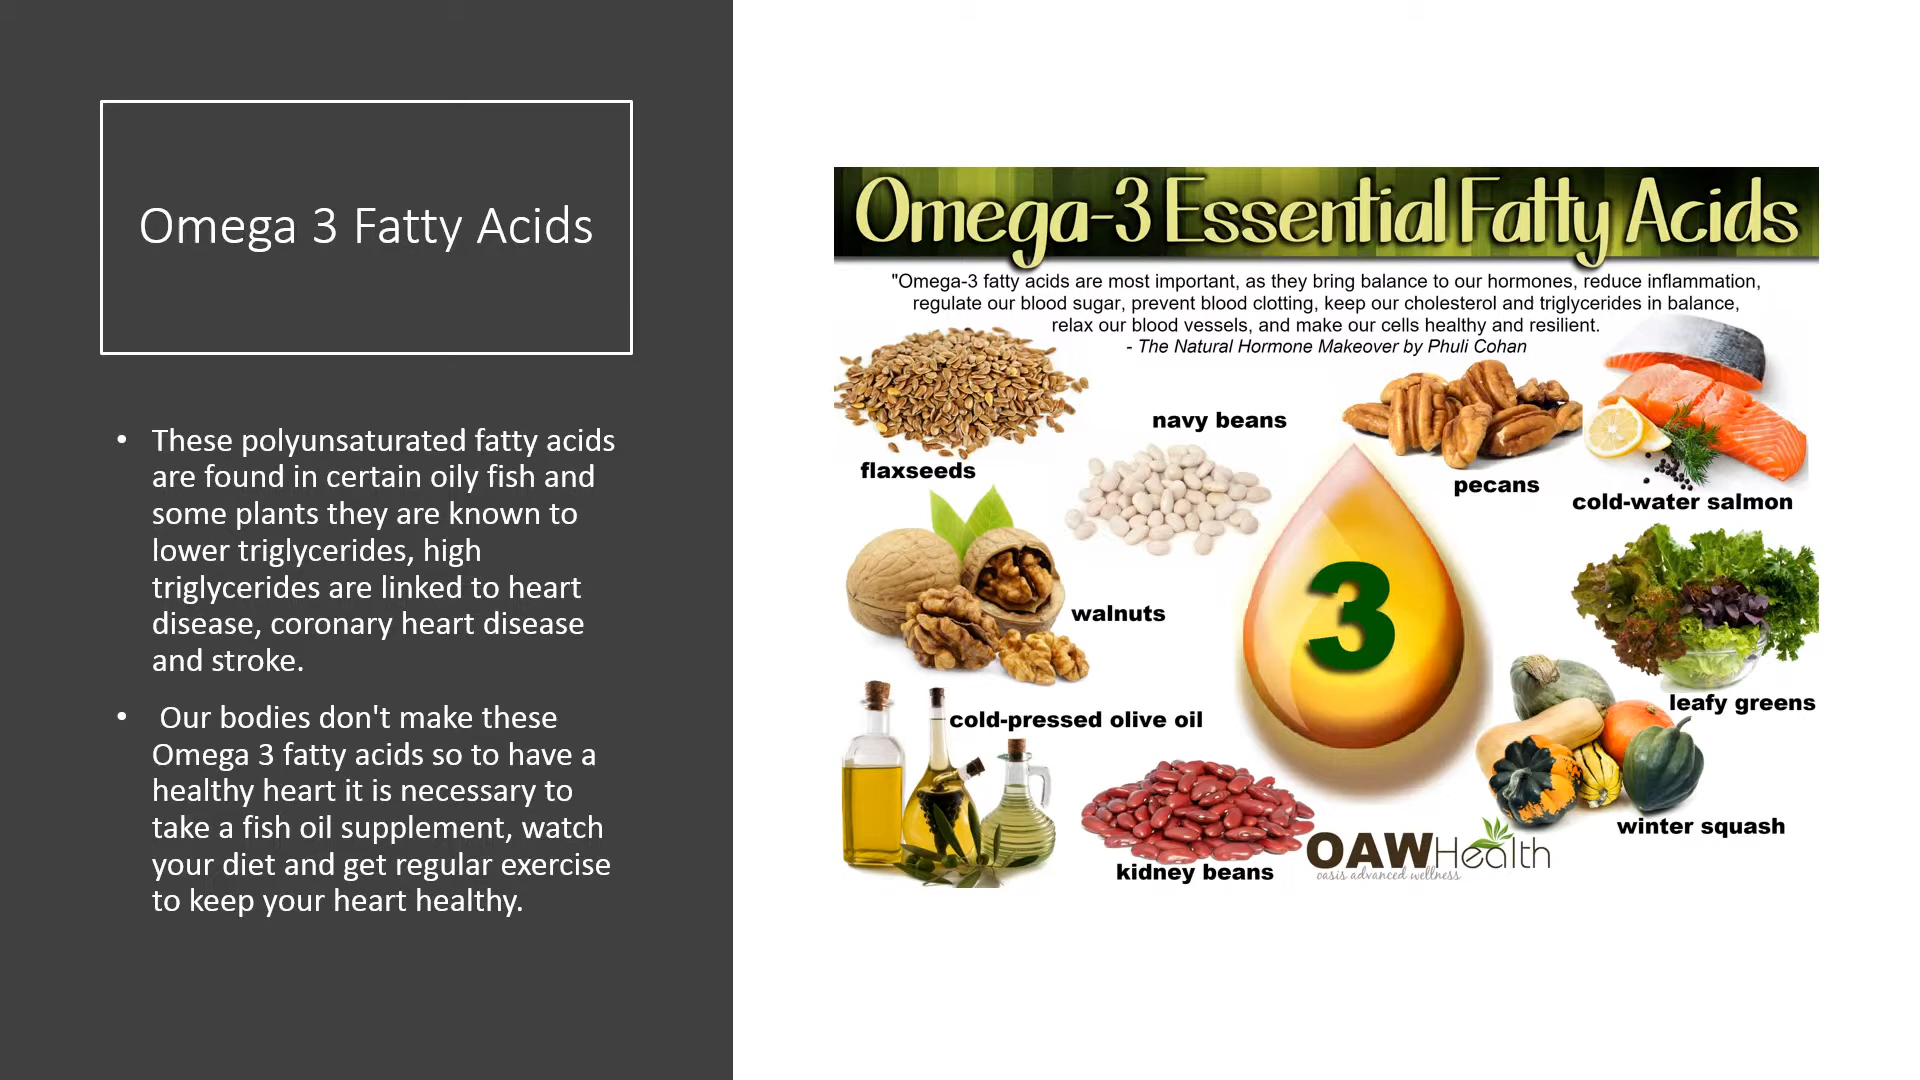 Omega 3 Fatty Acids
• These polyunsaturated fatty acids
are found in certain oily fish and
some plants they are known to
lower triglycerides, high
triglycerides are linked to heart
disease, coronary heart disease
and stroke.
• Our bodies don't make these
Omega 3 fatty acids so to have a
healthy heart it is necessary to
take a fish oil supplement, watch
your diet and get regular exercise
to keep your heart healthy.
Omega-3 Essential Fatty Acids
"Omega-3 fatty acids are most important, as they bring balance to our hormones, reduce inflammation,
regulate our blood sugar, prevent blood clotting, keep our cholesterol and triglycerides in balance,
relax our blood vessels, and make our cells healthy and resilient.
- The Natural Hormone Makeover by Phuli Cohan
navy beans
flaxseeds
pecans
cold-water salmon
3
walnuts
leafy greens
cold-pressed olive oil
winter squash
kidney beans
OAWHealth
oasis advanced wellness